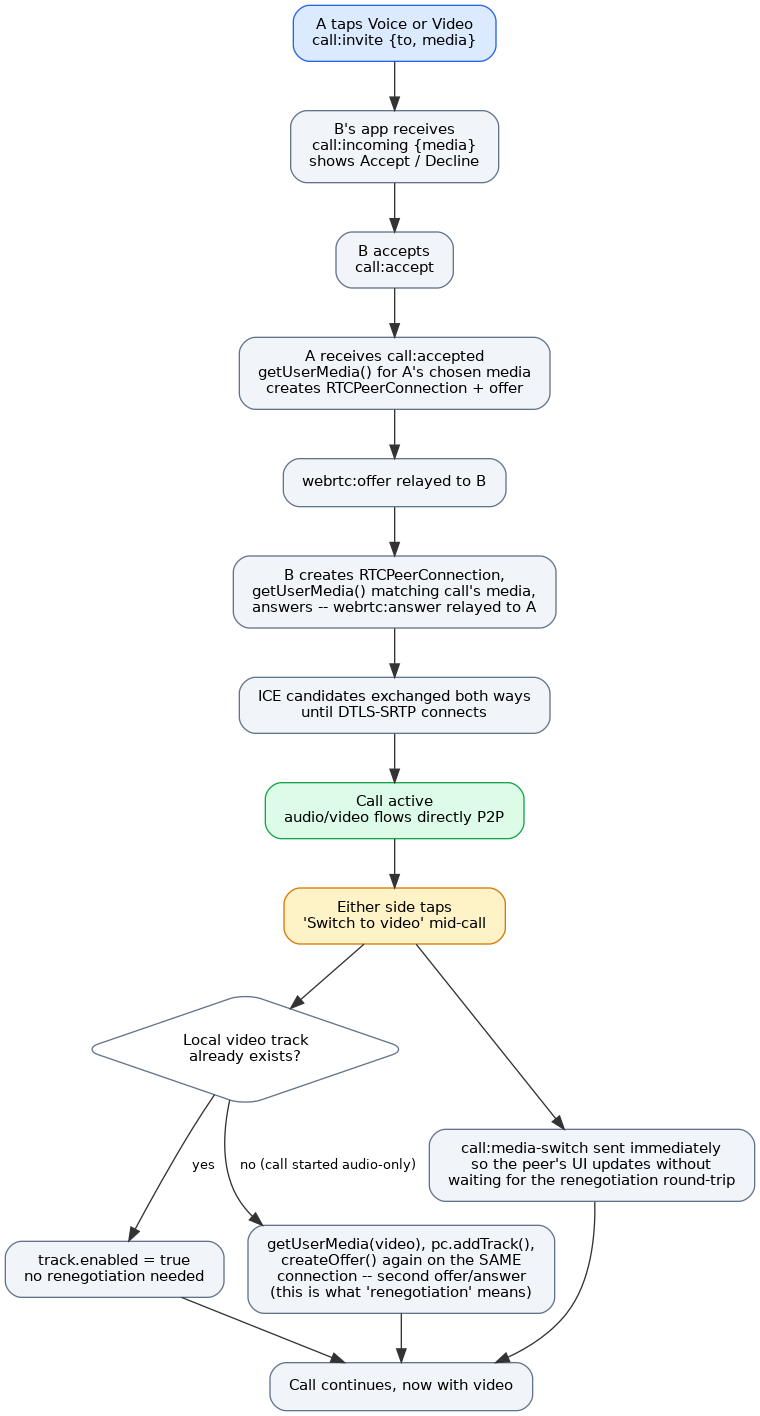 A taps Voice or Video
call:invite {to, media}
B's app receives
call:incoming {media}
shows Accept / Decline
B accepts
call:accept
A receives call:accepted
getUserMedia() for A's chosen media
creates RTCPeerConnection + offer
webrtc:offer relayed to B
B creates RTCPeerConnection,
getUserMedia() matching call's media,
answers -- webrtc:answer relayed to A
ICE candidates exchanged both ways
until DTLS-SRTP connects
Call active
audio/video flows directly P2P
Either side taps
'Switch to video' mid-call
Local video track
already exists?
yes
no (call started audio-only)
call:media-switch sent immediately
so the peer's UI updates without
waiting for the renegotiation round-trip
track.enabled = true
no renegotiation needed
getUserMedia(video), pc.addTrack(),
createOffer() again on the SAME
connection -- second offer/answer
(this is what 'renegotiation' means)
Call continues, now with video